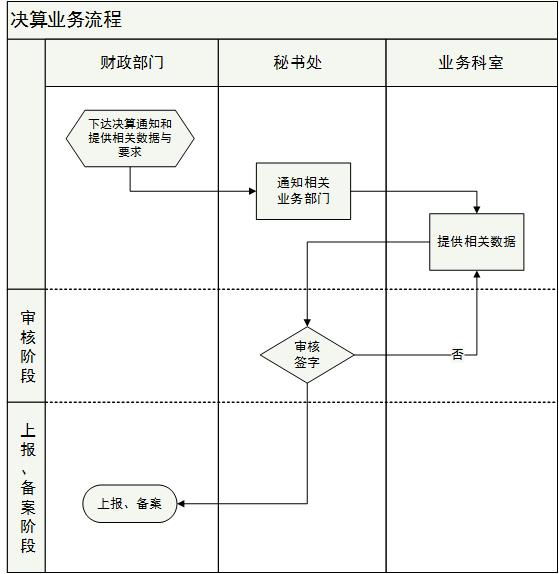 决算业务流程
财政部门
秘书处
业务科室
下达决算通知和
提供相关数据与
要求
通知相关
业务部门
提供相关数据
审核阶段
审核
签字
否
上报、备案阶段
上报、备案